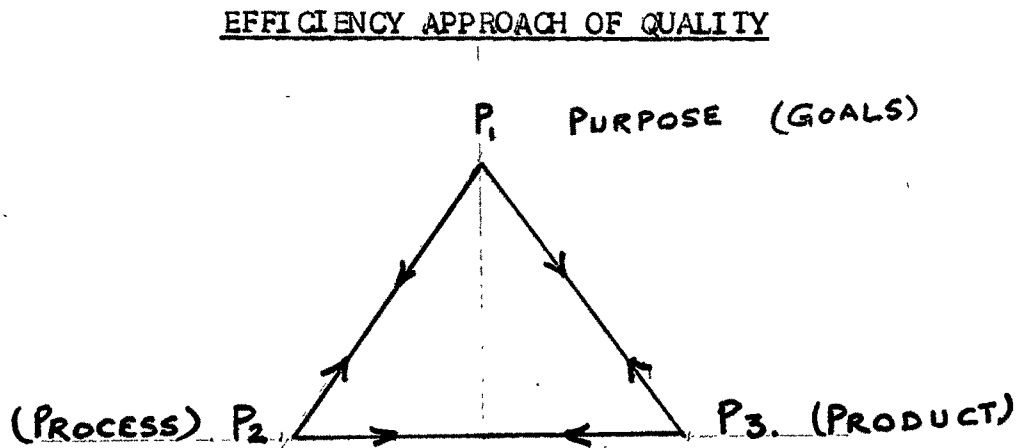 EFFICIENCY APPROACH OF QUALITY
P₁ PURPOSE (GOALS)
(PROCESS) P₂ P₃. (PRODUCT)